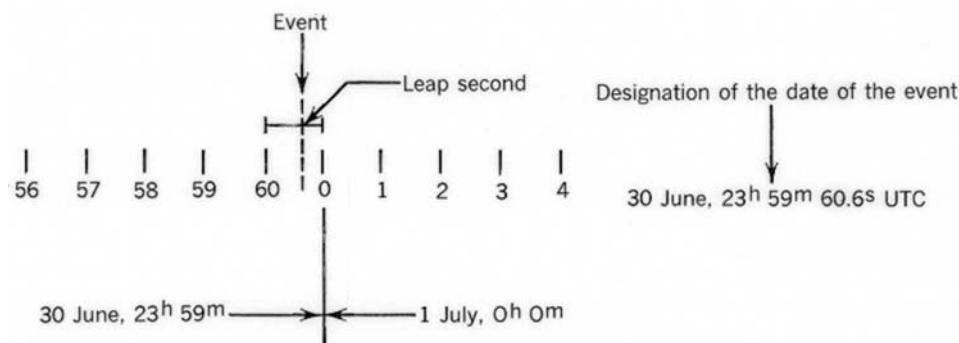 Event
Leap second
Designation of the date of the event
56 57 58 59 60 0 1 2 3 4
30 June, 23h 59m 60.6s UTC
30 June, 23h 59m
1 July, 0h 0m